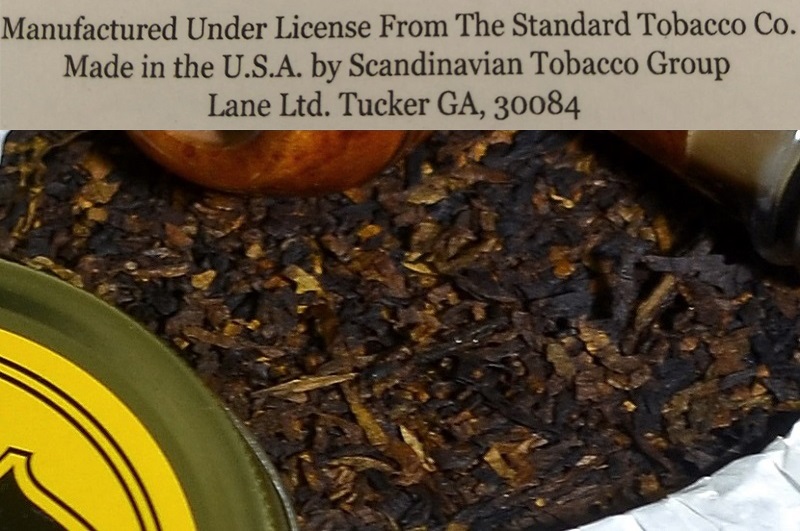 Manufactured Under License From The Standard Tobacco Co.
Made in the U.S.A. by Scandinavian Tobacco Group
Lane Ltd. Tucker GA, 30084